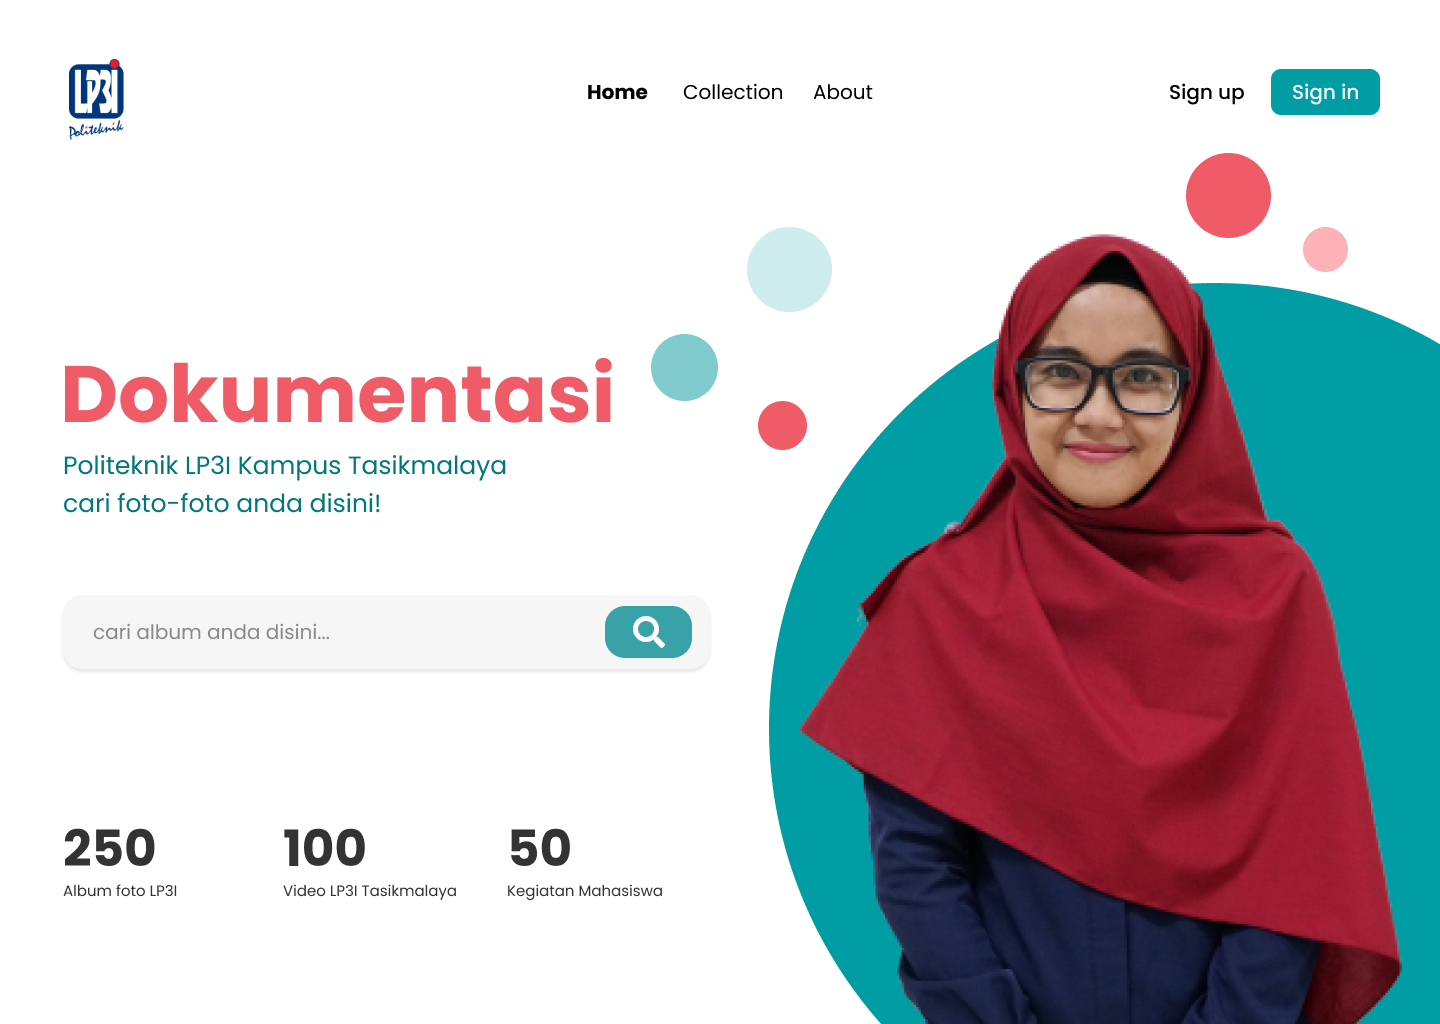 LP3I
Politeknik
Home
Collection
About
Sign up
Sign in
Dokumentasi
Politeknik LP3I Kampus Tasikmalaya
cari foto-foto anda disini!
cari album anda disini...
250
Album foto LP3I
100
Video LP3I Tasikmalaya
50
Kegiatan Mahasiswa